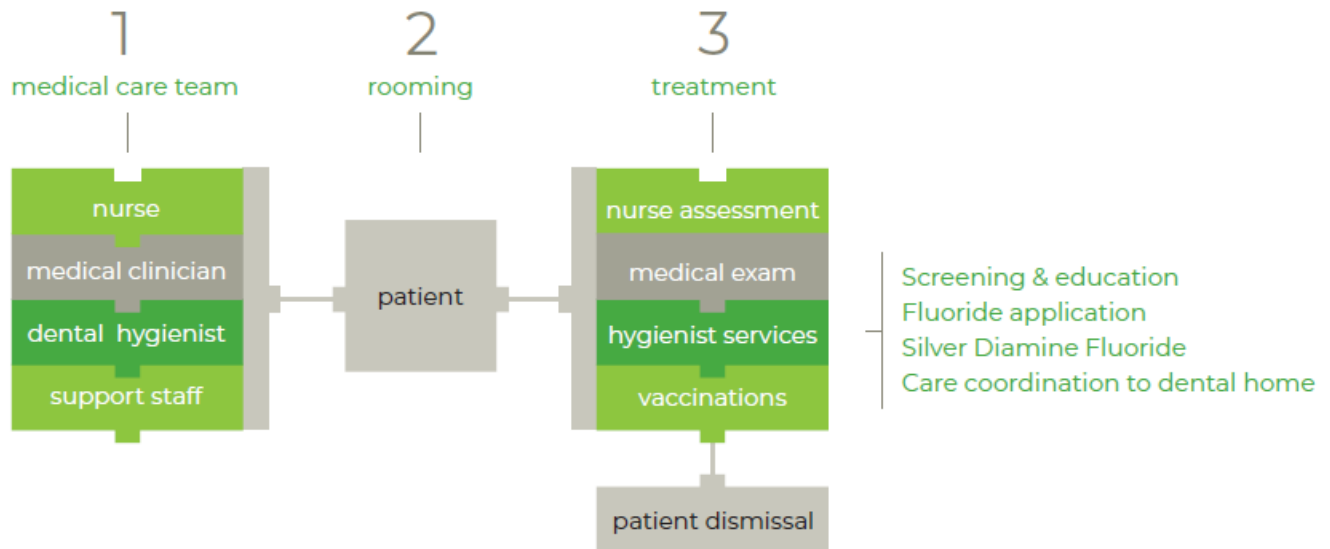 1
medical care team
2
rooming
3
treatment
nurse
medical clinician
dental hygienist
support staff
patient
nurse assessment
medical exam
hygienist services
vaccinations
Screening & education
Fluoride application
Silver Diamine Fluoride
Care coordination to dental home
patient dismissal